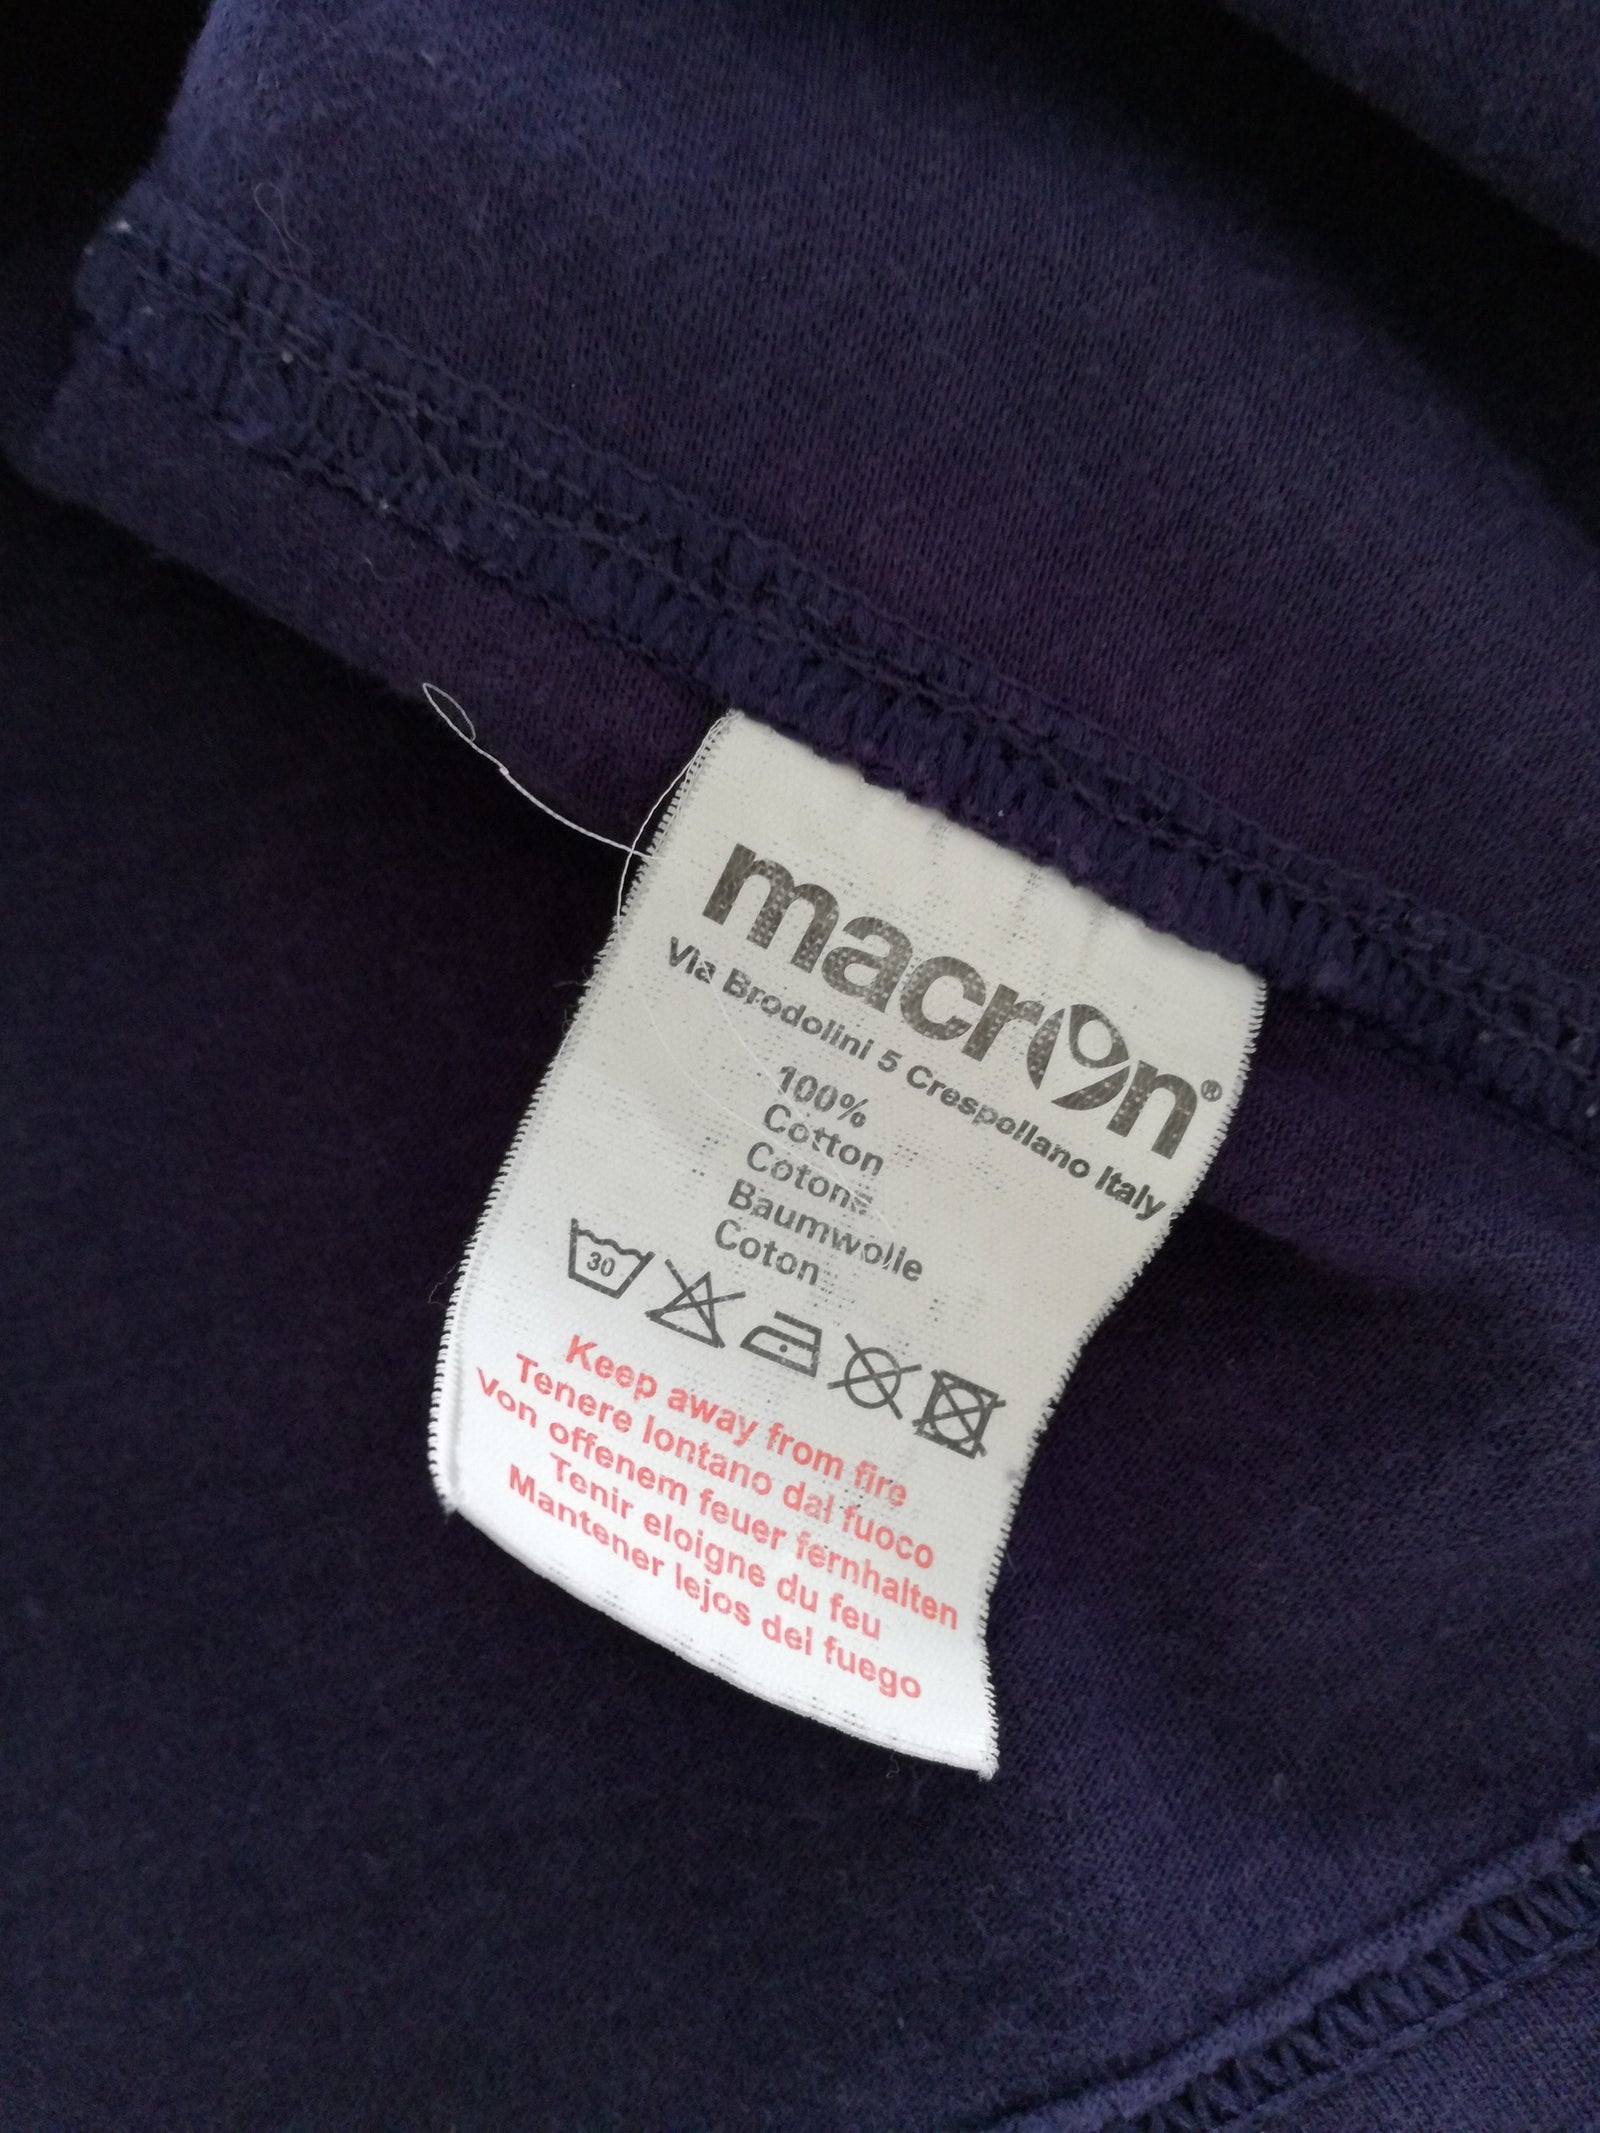 macron®
Via Brodolini 5 Crespellano Italy
100%
Cotton
Cotone
Baumwolle
Coton
30
Keep away from fire
Tenere lontano dal fuoco
Von offenem feuer fernhalten
Tenir eloigne du feu
Mantener lejos del fuego